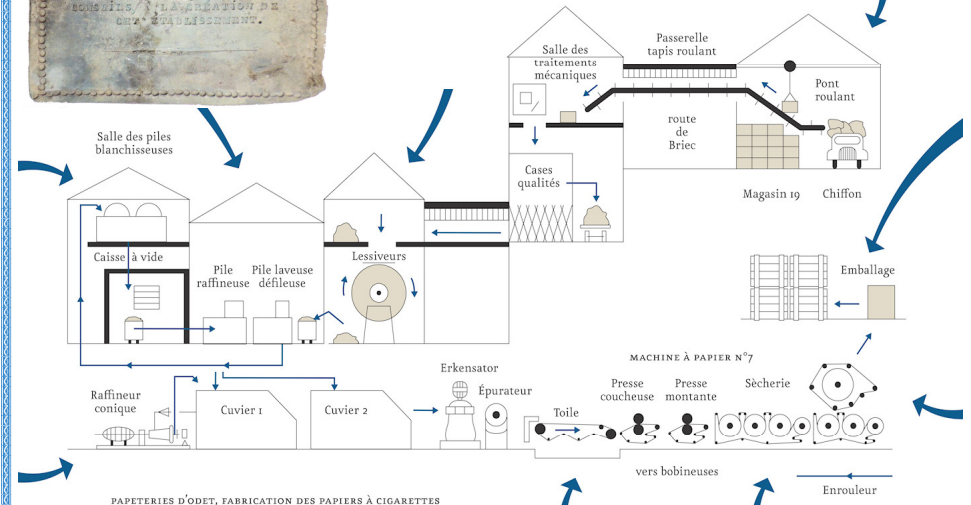 CONSEILS À LA CRÉATION DE
CET ÉTABLISSEMENT.
Salle des
traitements
mécaniques
Passerelle
tapis roulant
Pont
roulant
route
de
Briec
Cases
qualités
Magasin 19
Chiffon
Salle des piles
blanchisseuses
Caisse à vide
Pile
raffineuse
Pile laveuse
défileuse
Lessiveurs
Emballage
MACHINE À PAPIER N°7
Raffineur
conique
Cuvier 1
Cuvier 2
Erkensator
Épurateur
Toile
Presse
coucheuse
Presse
montante
Sècherie
vers bobineuses
Enrouleur
PAPETERIES D'ODET, FABRICATION DES PAPIERS À CIGARETTES